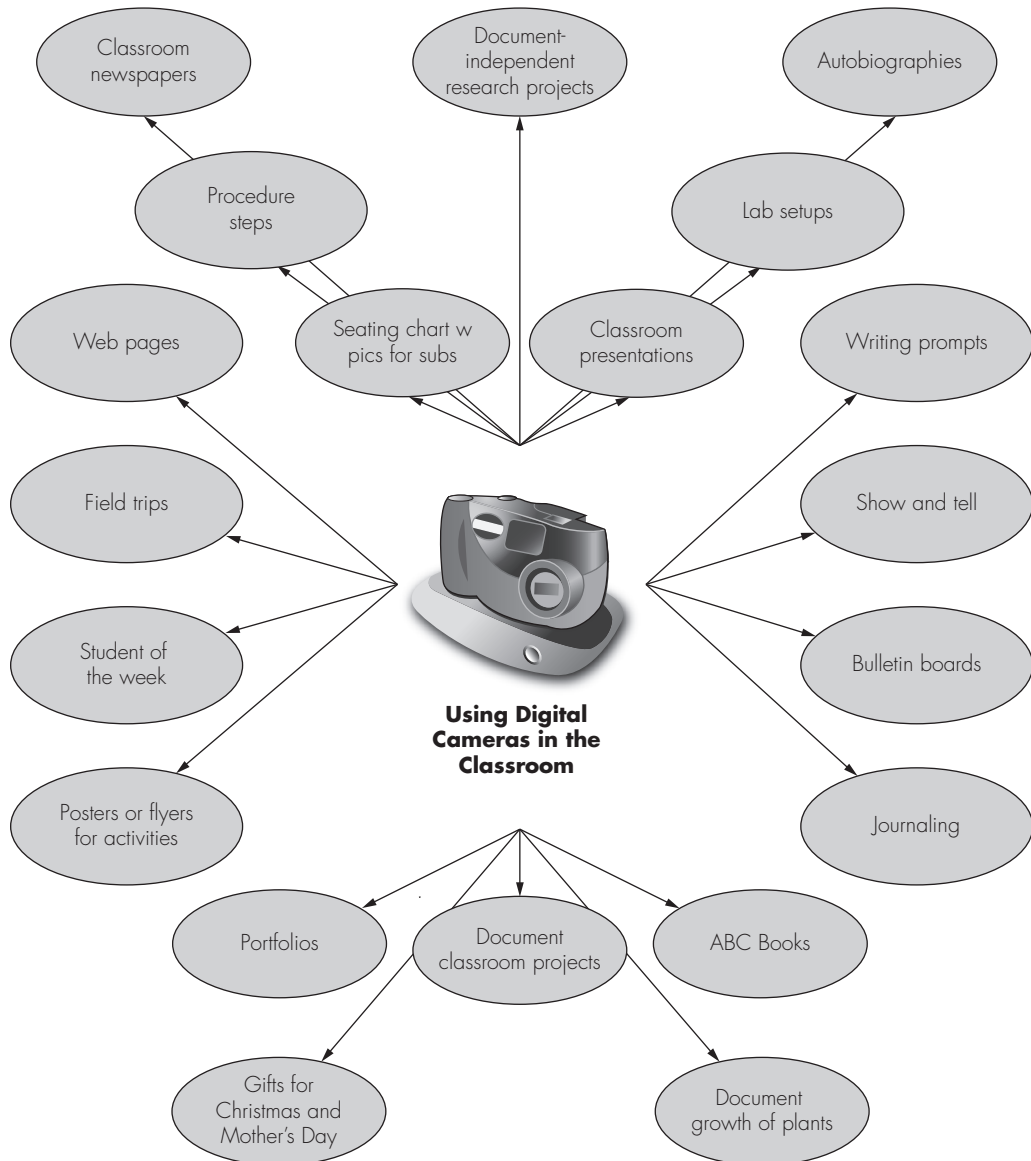 Classroom
newspapers
Document-
independent
research projects
Autobiographies
Procedure
steps
Lab setups
Web pages
Seating chart w
pics for subs
Classroom
presentations
Writing prompts
Field trips
Show and tell
Student of
the week
Bulletin boards
Using Digital
Cameras in the
Classroom
Posters or flyers
for activities
Journaling
Portfolios
Document
classroom projects
ABC Books
Gifts for
Christmas and
Mother's Day
Document
growth of plants